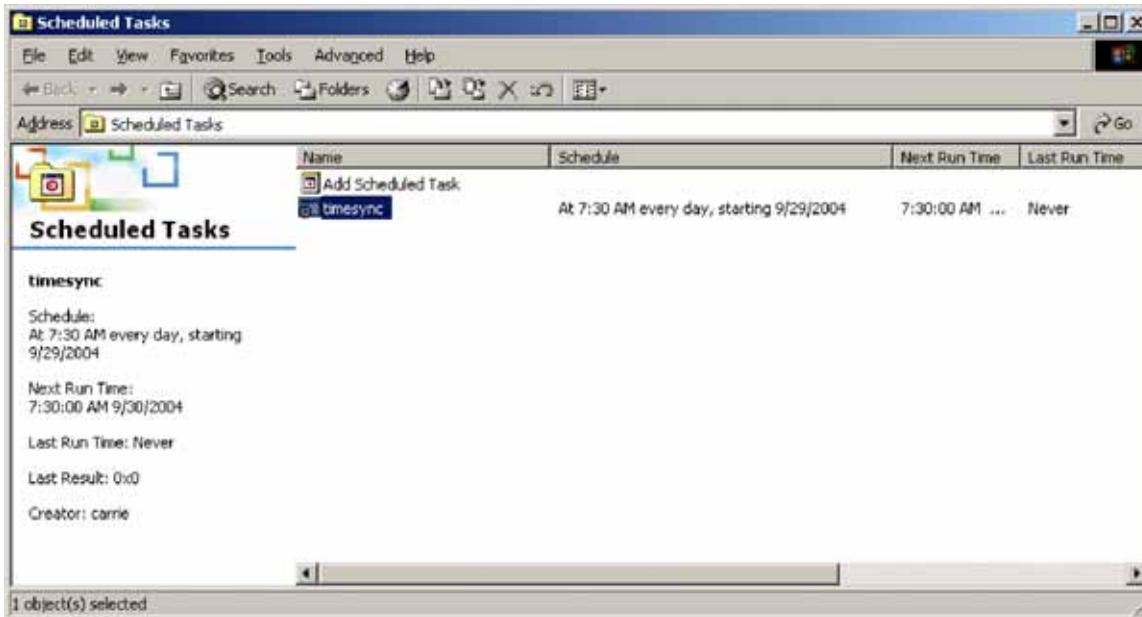 Scheduled Tasks
File Edit View Favorites Tools Advanced Help
Back Search Folders
Address Scheduled Tasks Go
Name Schedule Next Run Time Last Run Time
Add Scheduled Task
timesync At 7:30 AM every day, starting 9/29/2004 7:30:00 AM ... Never
Scheduled Tasks
timesync
Schedule:
At 7:30 AM every day, starting
9/29/2004
Next Run Time:
7:30:00 AM 9/30/2004
Last Run Time: Never
Last Result: 0x0
Creator: carrie
1 object(s) selected